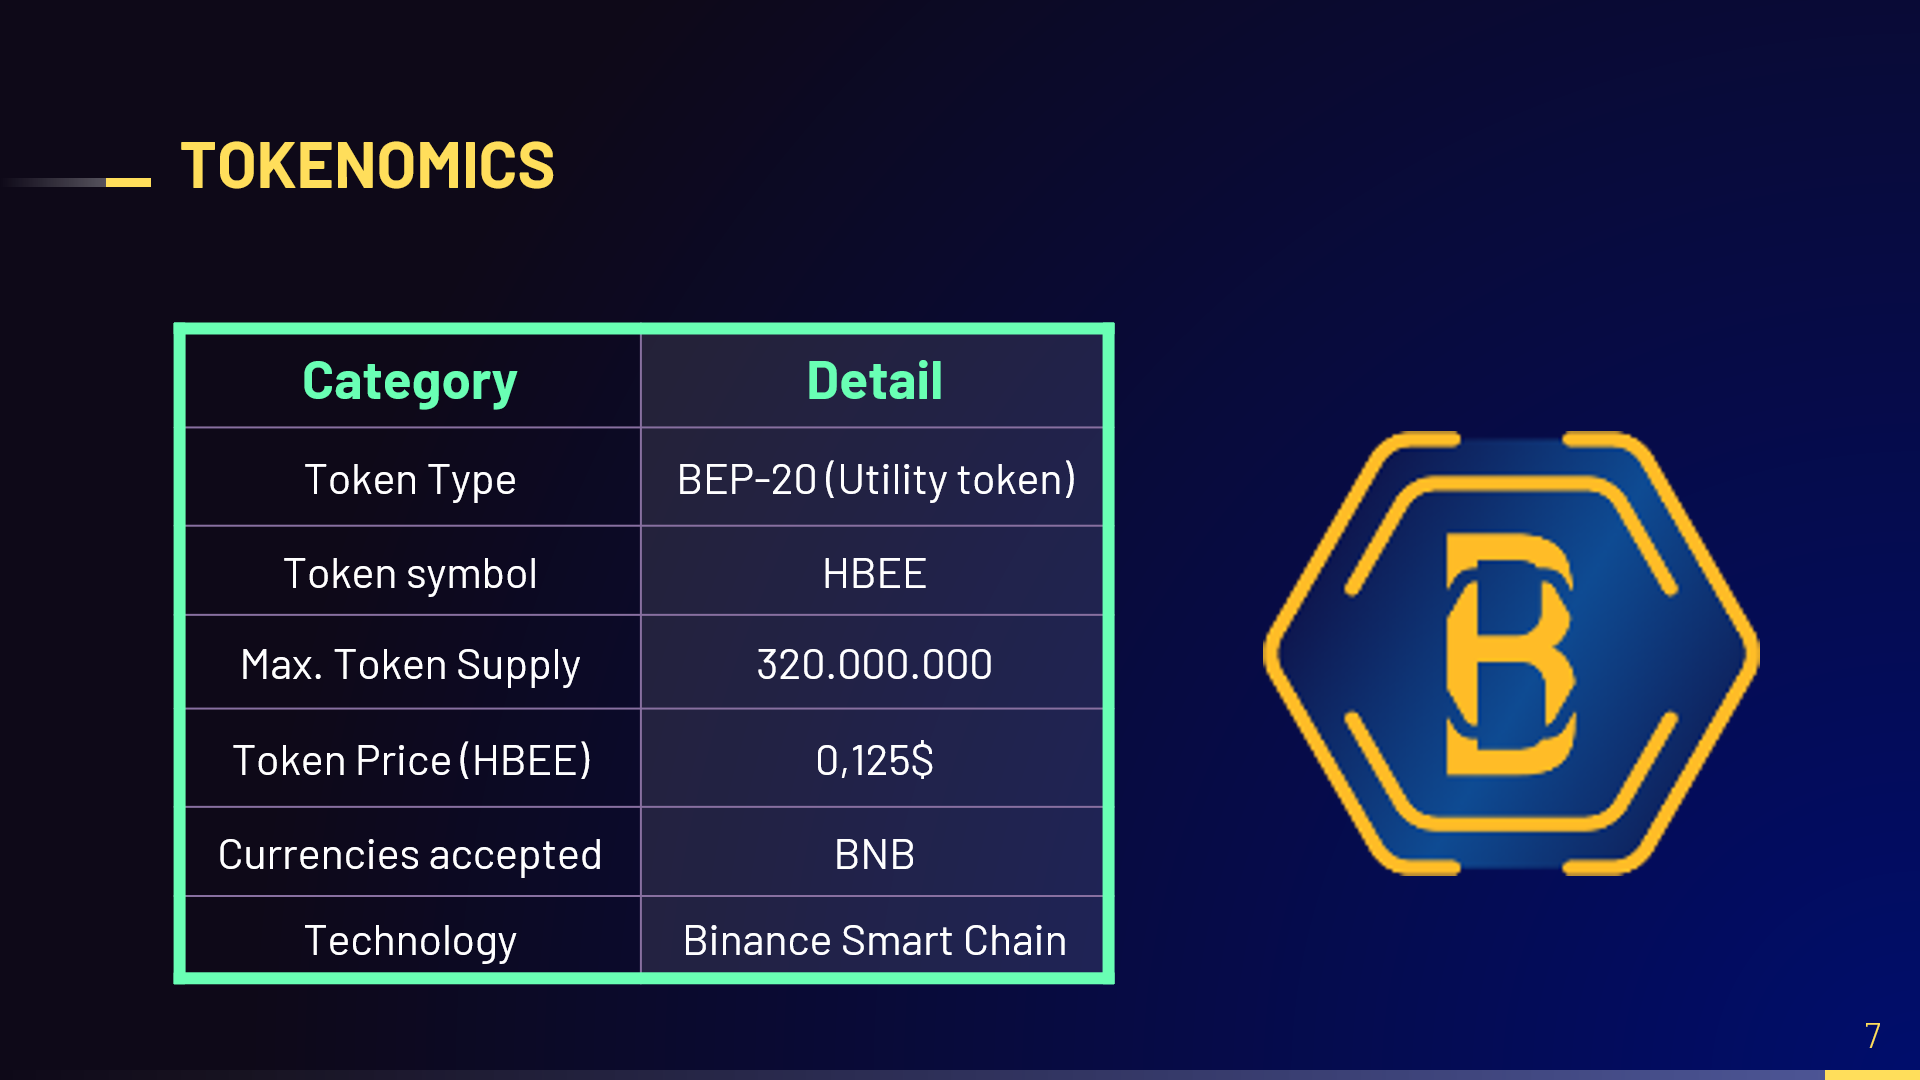 TOKENOMICS
Category Detail
Token Type BEP-20 (Utility token)
Token symbol HBEE
Max. Token Supply 320.000.000
Token Price (HBEE) 0,125$
Currencies accepted BNB
Technology Binance Smart Chain
B
7